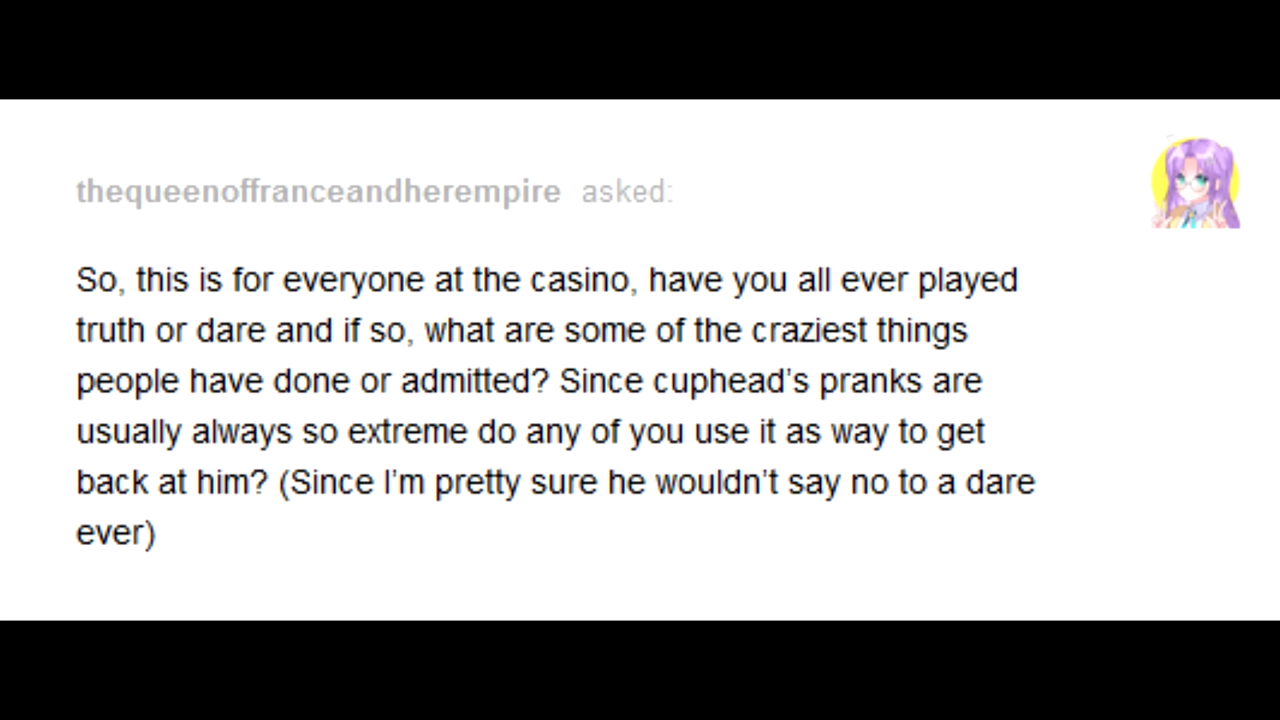 thequeenoffranceandherempire asked:
So, this is for everyone at the casino, have you all ever played
truth or dare and if so, what are some of the craziest things
people have done or admitted? Since cuphead’s pranks are
usually always so extreme do any of you use it as way to get
back at him? (Since I’m pretty sure he wouldn’t say no to a dare
ever)